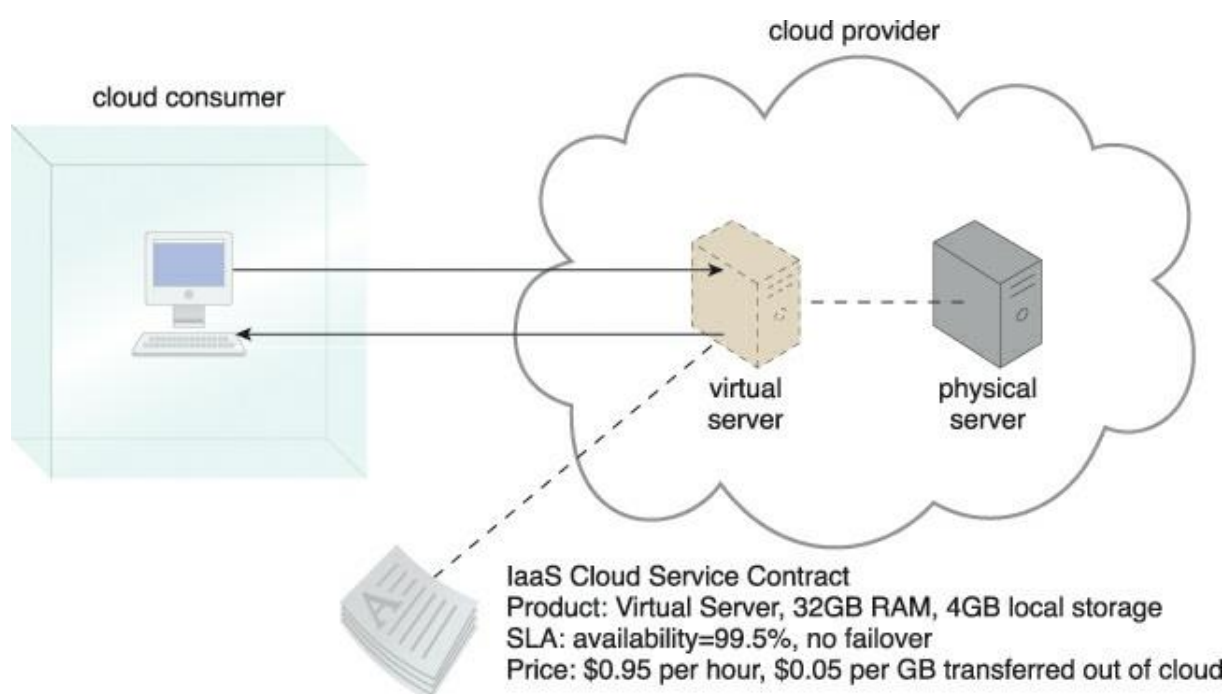 cloud provider
cloud consumer
virtual
server
physical
server
A
IaaS Cloud Service Contract
Product: Virtual Server, 32GB RAM, 4GB local storage
SLA: availability=99.5%, no failover
Price: $0.95 per hour, $0.05 per GB transferred out of cloud